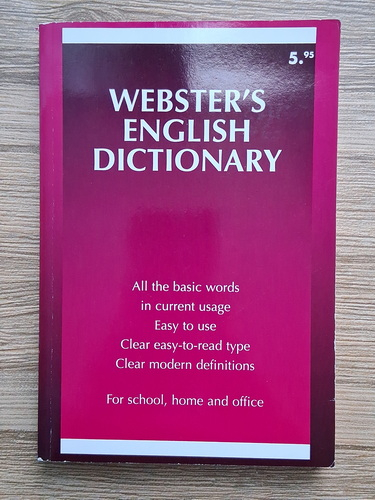 5.95
WEBSTER'S
ENGLISH
DICTIONARY
All the basic words
in current usage
Easy to use
Clear easy-to-read type
Clear modern definitions
For school, home and office